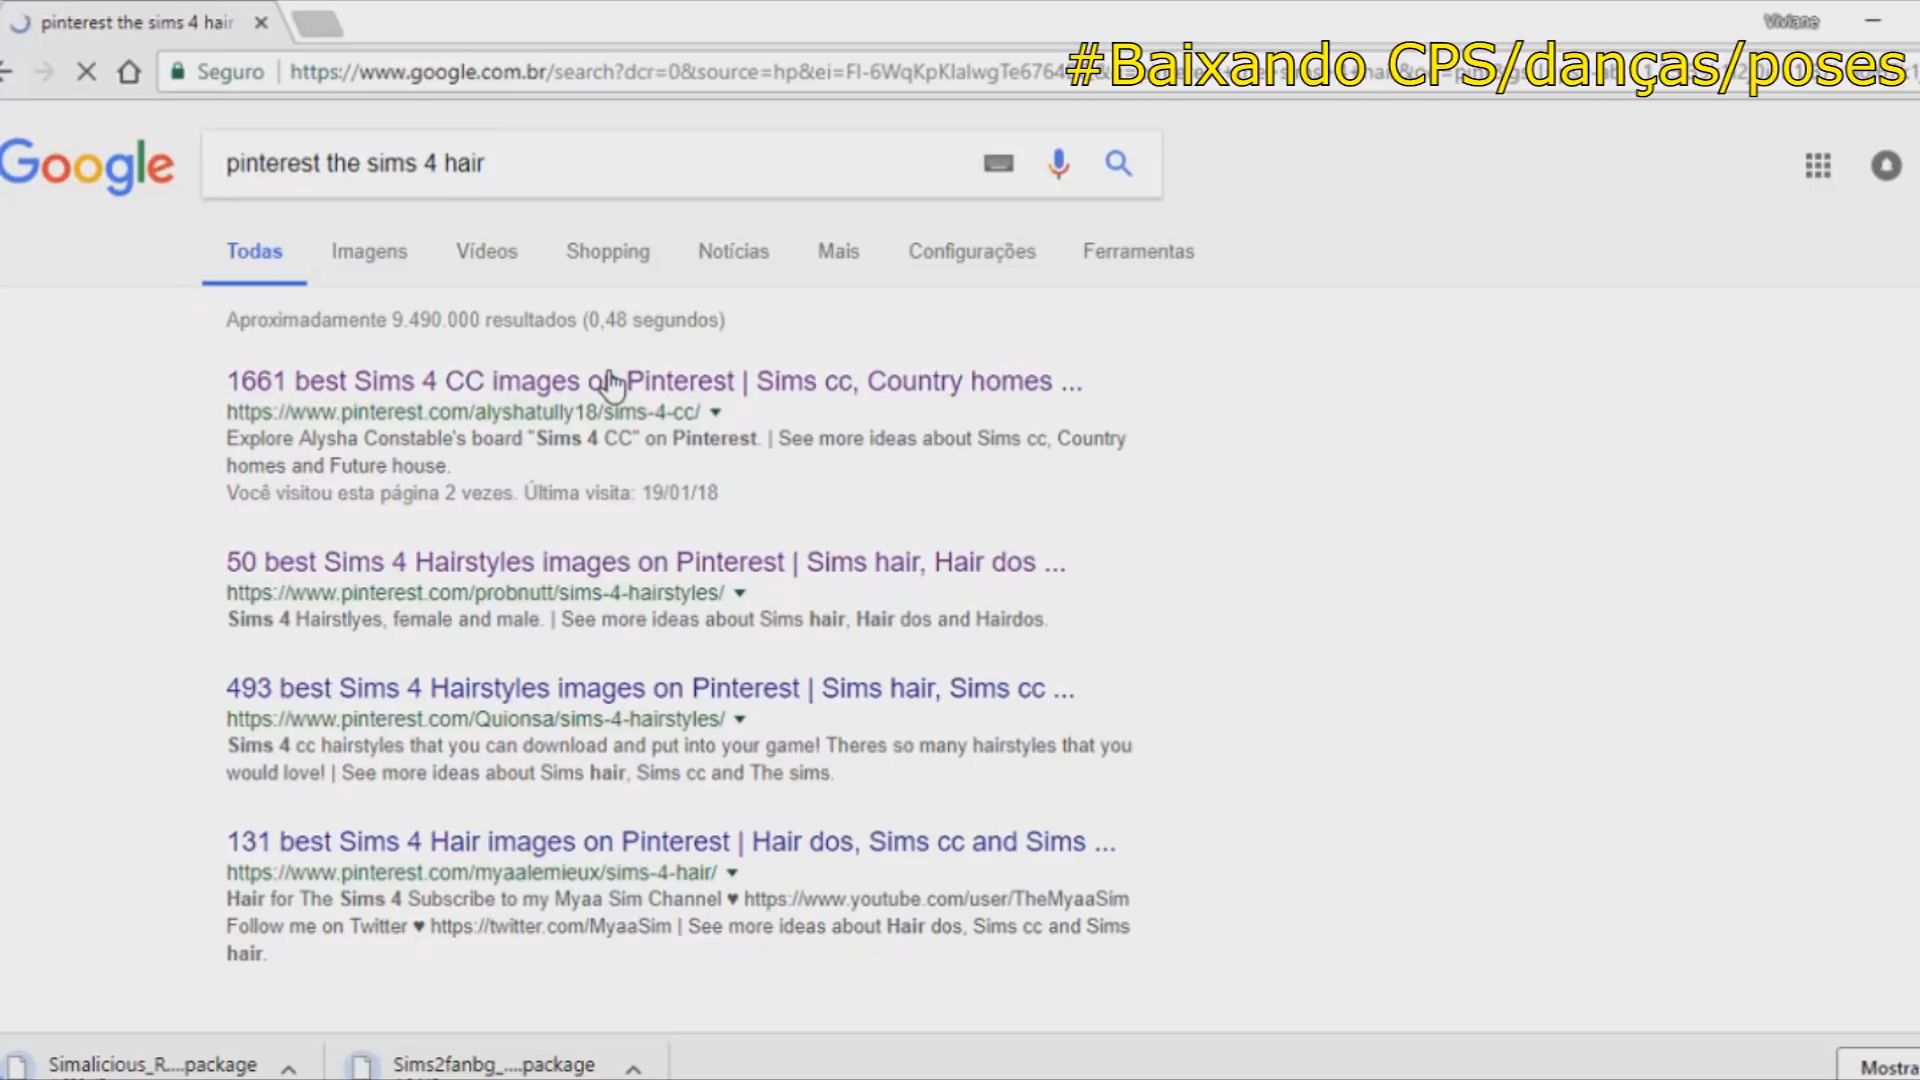 pinterest the sims 4 hair
Viviane
#Baixando CPS/danças/poses
Seguro
https://www.google.com.br/search?dcr=0&source=hp&ei=FI-6WqKpKIalwgTe6764
Google
pinterest the sims 4 hair
Todas Imagens Vídeos Shopping Notícias Mais Configurações Ferramentas
Aproximadamente 9.490.000 resultados (0,48 segundos)
1661 best Sims 4 CC images on Pinterest | Sims cc, Country homes ...
https://www.pinterest.com/alyshatully18/sims-4-cc/
Explore Alysha Constable's board "Sims 4 CC" on Pinterest. | See more ideas about Sims cc, Country
homes and Future house.
Você visitou esta página 2 vezes. Última visita: 19/01/18
50 best Sims 4 Hairstyles images on Pinterest | Sims hair, Hair dos ...
https://www.pinterest.com/probnutt/sims-4-hairstyles/
Sims 4 Hairstlyes, female and male. | See more ideas about Sims hair, Hair dos and Hairdos.
493 best Sims 4 Hairstyles images on Pinterest | Sims hair, Sims cc ...
https://www.pinterest.com/Quionsa/sims-4-hairstyles/
Sims 4 cc hairstyles that you can download and put into your game! Theres so many hairstyles that you
would love! | See more ideas about Sims hair, Sims cc and The sims.
131 best Sims 4 Hair images on Pinterest | Hair dos, Sims cc and Sims ...
https://www.pinterest.com/myaalemieux/sims-4-hair/
Hair for The Sims 4 Subscribe to my Myaa Sim Channel ♥ https://www.youtube.com/user/TheMyaaSim
Follow me on Twitter ♥ https://twitter.com/MyaaSim | See more ideas about Hair dos, Sims cc and Sims
hair.
Simalicious_R....package
Sims2fanbg_....package
Mostra